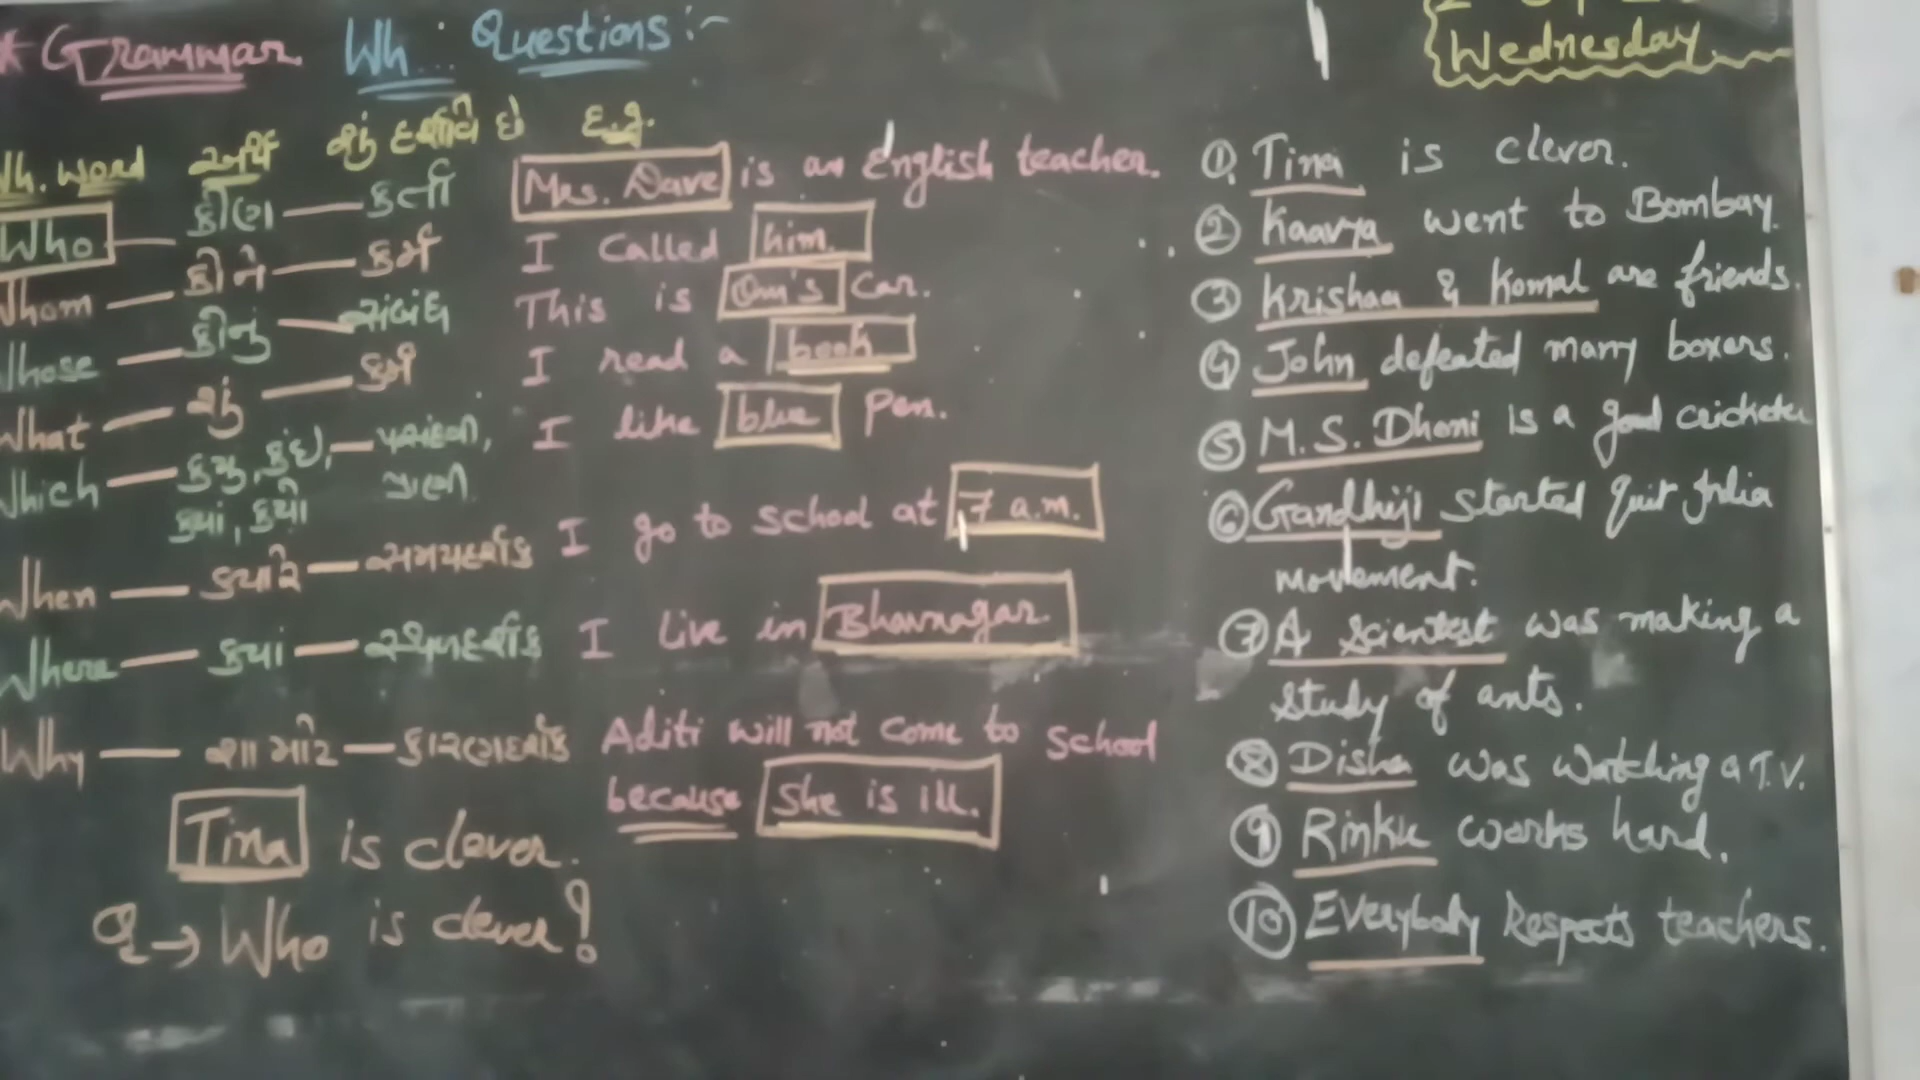 * Grammar Wh... Questions :-
Wednesday
Wh. word અર્થ શું દર્શાવે છે દ.જી.
Who — કોણ — કર્તા Mrs. Dave is an English teacher.
Whom — કોને — કર્મ I Called him.
Whose — કોનું — સંબંધ This is Om's Car.
What — શું — કર્મ I read a book
Which — કયુ, કઇ, — પસંદગી, I like blue Pen.
કયાં, કયો
When — કયારે — સમયદર્શક I go to school at 7 a.m.
Where — કયાં — સ્થળદર્શક I live in Bhavnagar.
Why — શા માટે — કારણદર્શક Aditi will not come to school
because she is ill.
Tina is clever.
Q → Who is clever?
① Tina is clever.
② Kaavya went to Bombay.
③ Krishna & Komal are friends.
④ John defeated many boxers.
⑤ M.S. Dhoni is a good cricketer
⑥ Gandhiji started Quit India
movement.
⑦ A Scientist was making a
study of ants.
⑧ Disha was watching a T.V.
⑨ Rinku works hard.
⑩ Everybody Respects teachers.